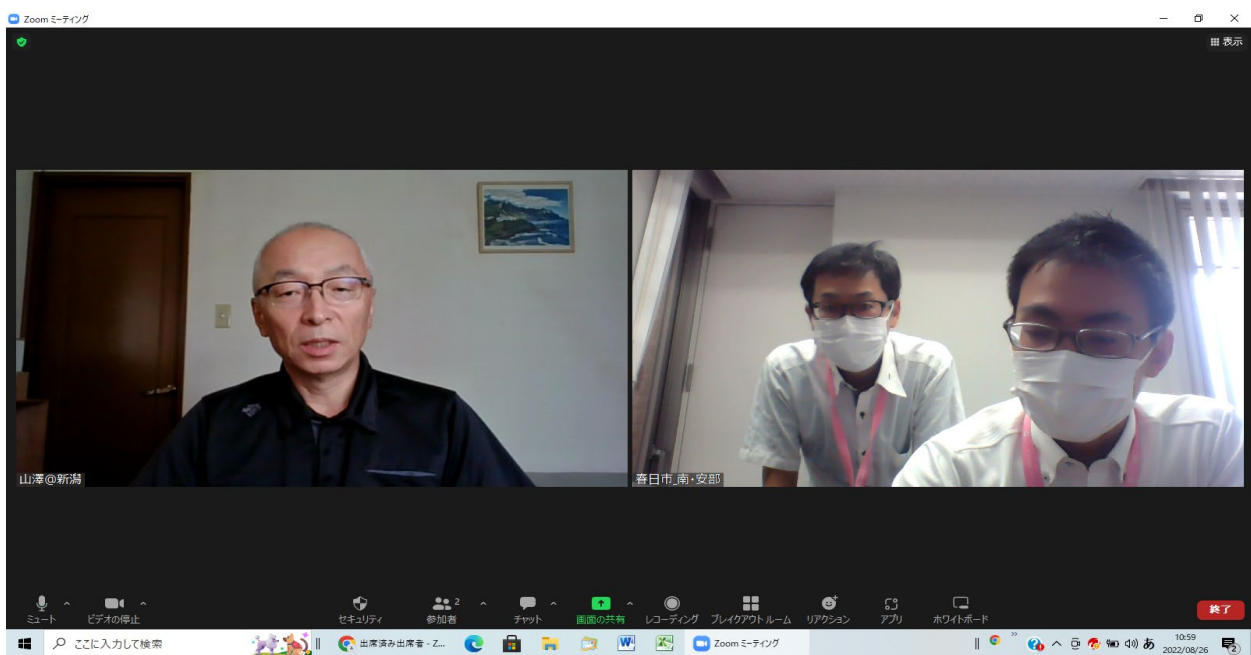 Zoom ミーティング
表示
山澤@新潟
春日市_南・安部
ミュート
ビデオの停止
セキュリティ
参加者
2
チャット
画面の共有
レコーディング
ブレイクアウト ルーム
リアクション
アプリ
ホワイトボード
終了
ここに入力して検索
出席済み出席者 - Z...
Zoom ミーティング
あ
10:59
2022/08/26
2